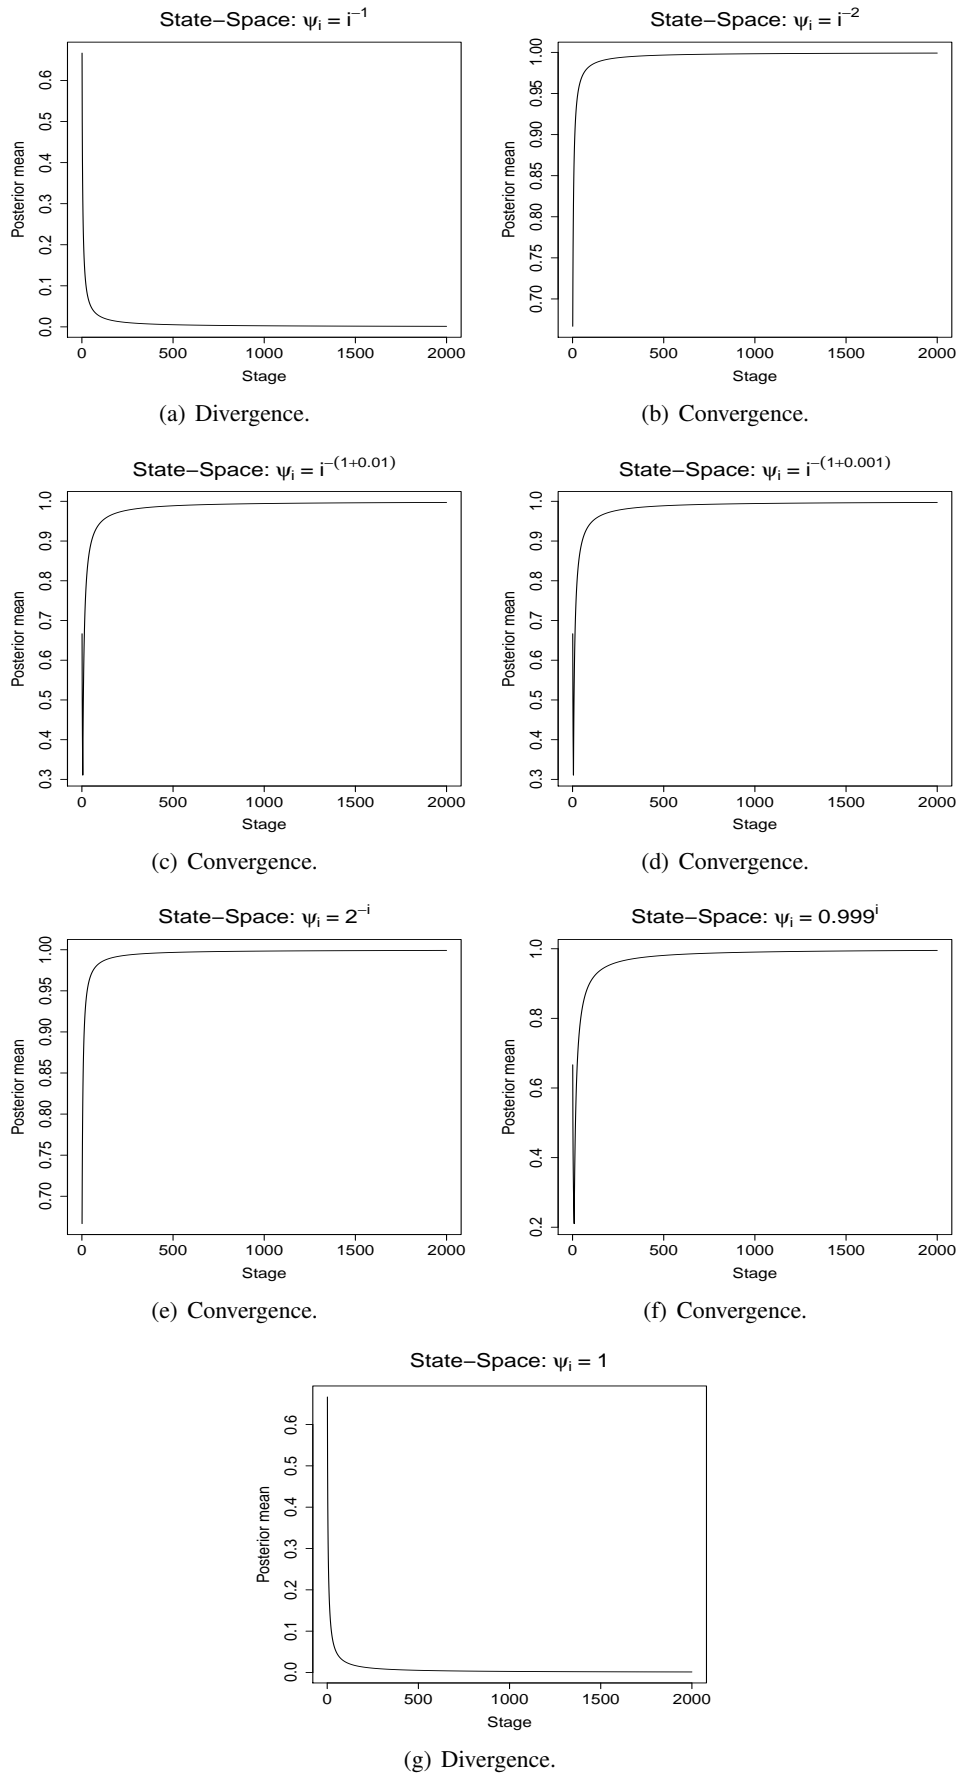 State−Space: ψi = i−1
State−Space: ψi = i−2
Posterior mean
0.0 0.1 0.2 0.3 0.4 0.5 0.6
0 500 1000 1500 2000
Stage
Posterior mean
0.70 0.75 0.80 0.85 0.90 0.95 1.00
0 500 1000 1500 2000
Stage
(a) Divergence.
(b) Convergence.
State−Space: ψi = i−(1+0.01)
State−Space: ψi = i−(1+0.001)
Posterior mean
0.3 0.4 0.5 0.6 0.7 0.8 0.9 1.0
0 500 1000 1500 2000
Stage
Posterior mean
0.3 0.4 0.5 0.6 0.7 0.8 0.9 1.0
0 500 1000 1500 2000
Stage
(c) Convergence.
(d) Convergence.
State−Space: ψi = 2−i
State−Space: ψi = 0.999i
Posterior mean
0.70 0.75 0.80 0.85 0.90 0.95 1.00
0 500 1000 1500 2000
Stage
Posterior mean
0.2 0.4 0.6 0.8 1.0
0 500 1000 1500 2000
Stage
(e) Convergence.
(f) Convergence.
State−Space: ψi = 1
Posterior mean
0.0 0.1 0.2 0.3 0.4 0.5 0.6
0 500 1000 1500 2000
Stage
(g) Divergence.